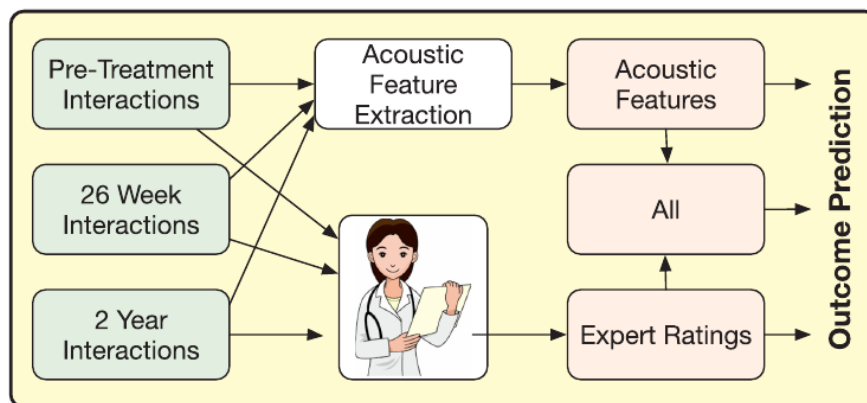 Pre-Treatment
Interactions
Acoustic
Feature
Extraction
Acoustic
Features
26 Week
Interactions
All
2 Year
Interactions
Expert Ratings
Outcome Prediction